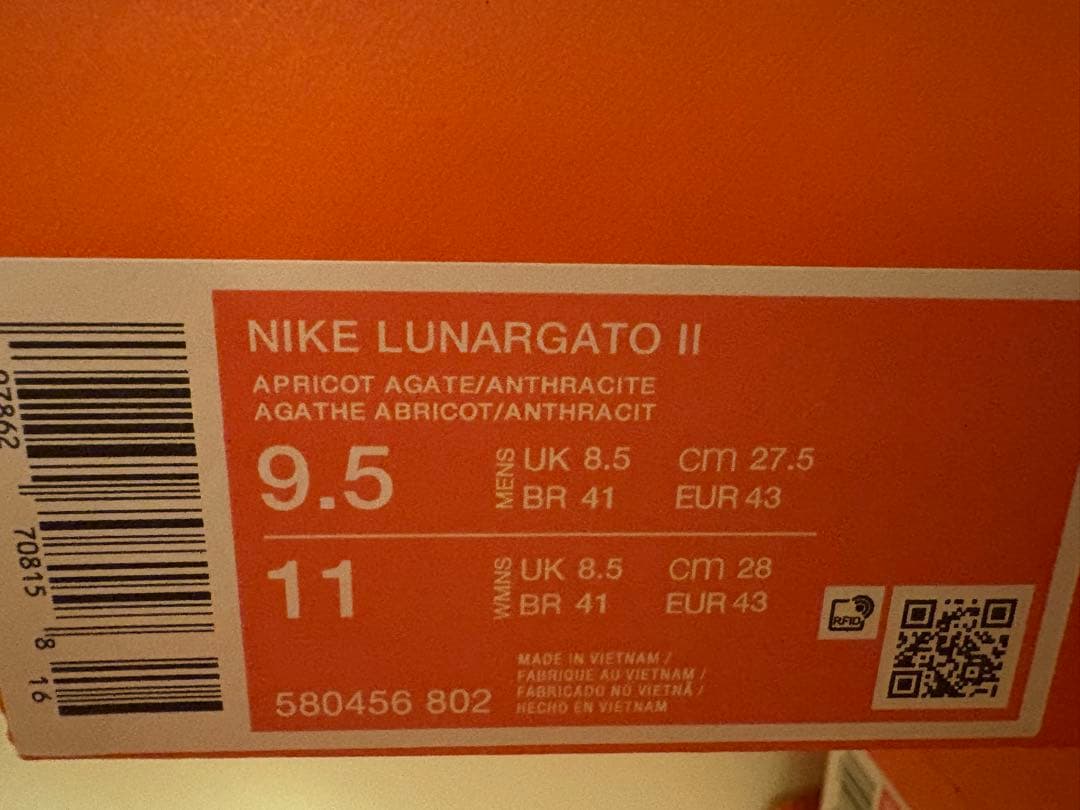 NIKE LUNARGATO II
APRICOT AGATE/ANTHRACITE
AGATHE ABRICOT/ANTHRACIT
9.5
MENS
UK 8.5 cm 27.5
BR 41 EUR 43
11
WMNS
UK 8.5 cm 28
BR 41 EUR 43
RFID
580456 802
MADE IN VIETNAM /
FABRIQUE AU VIETNAM /
FABRICADO NO VIETNÃ /
HECHO EN VIETNAM
70815 8 16